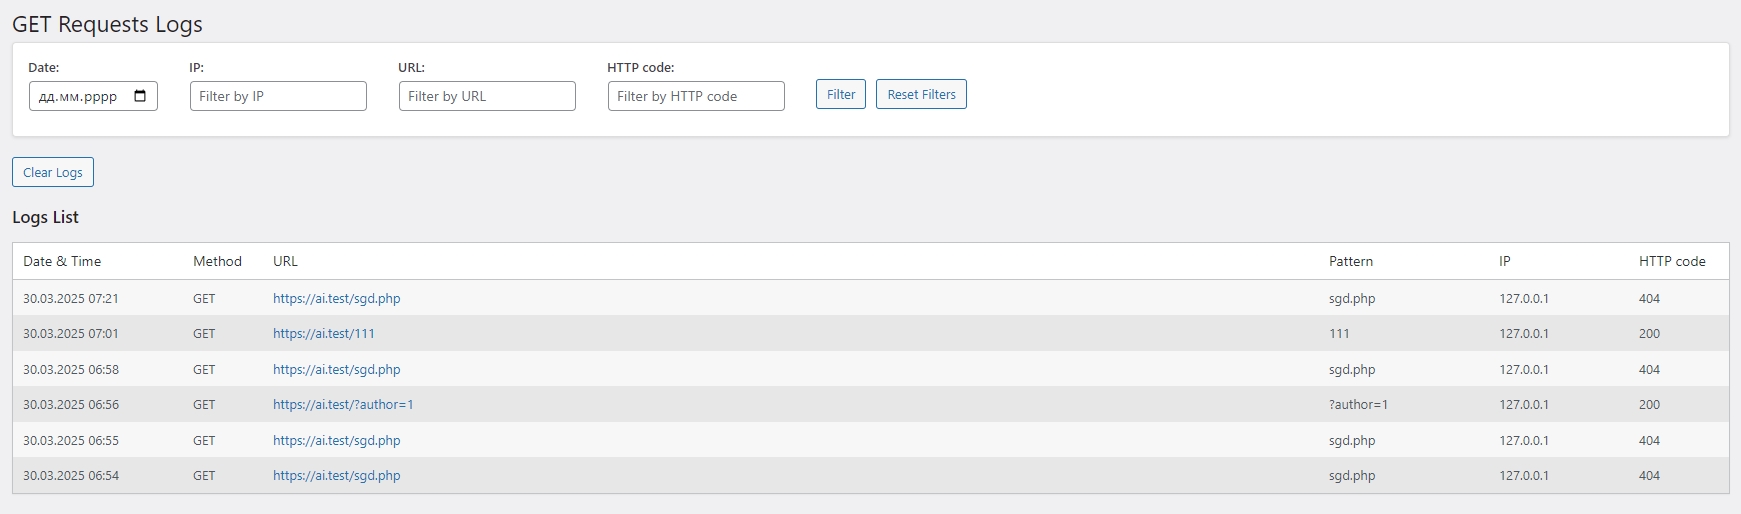 GET Requests Logs
Date: IP: URL: HTTP code:
дд.мм.рррр Filter by IP Filter by URL Filter by HTTP code Filter Reset Filters
Clear Logs
Logs List
Date & Time Method URL Pattern IP HTTP code
30.03.2025 07:21 GET https://ai.test/sgd.php sgd.php 127.0.0.1 404
30.03.2025 07:01 GET https://ai.test/111 111 127.0.0.1 200
30.03.2025 06:58 GET https://ai.test/sgd.php sgd.php 127.0.0.1 404
30.03.2025 06:56 GET https://ai.test/?author=1 ?author=1 127.0.0.1 200
30.03.2025 06:55 GET https://ai.test/sgd.php sgd.php 127.0.0.1 404
30.03.2025 06:54 GET https://ai.test/sgd.php sgd.php 127.0.0.1 404